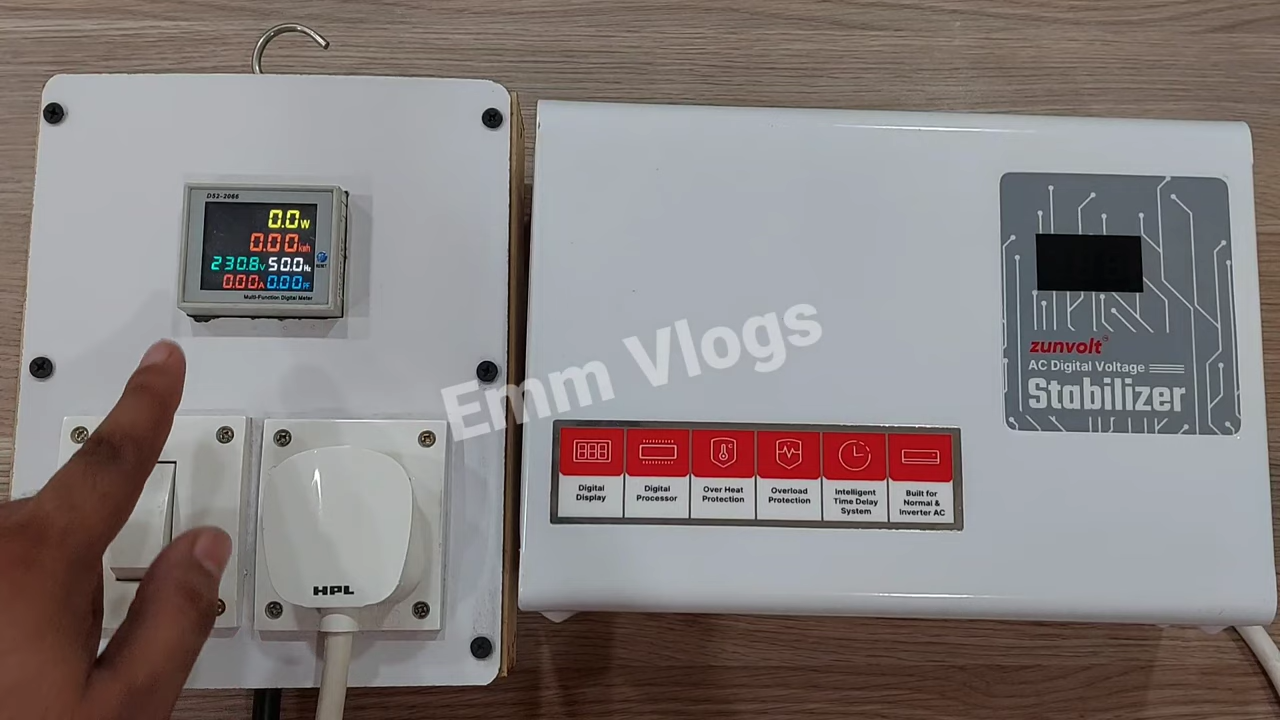 D52-2066
0.0W
0.00kwh
230.8V 50.0Hz
RESET
0.00A 0.00PF
Multi-Function Digital Meter
Emm Vlogs
zunvolt
AC Digital Voltage
Stabilizer
Digital Display
Digital Processor
Over Heat Protection
Overload Protection
Intelligent Time Delay System
Built for Normal & Inverter AC
HPL